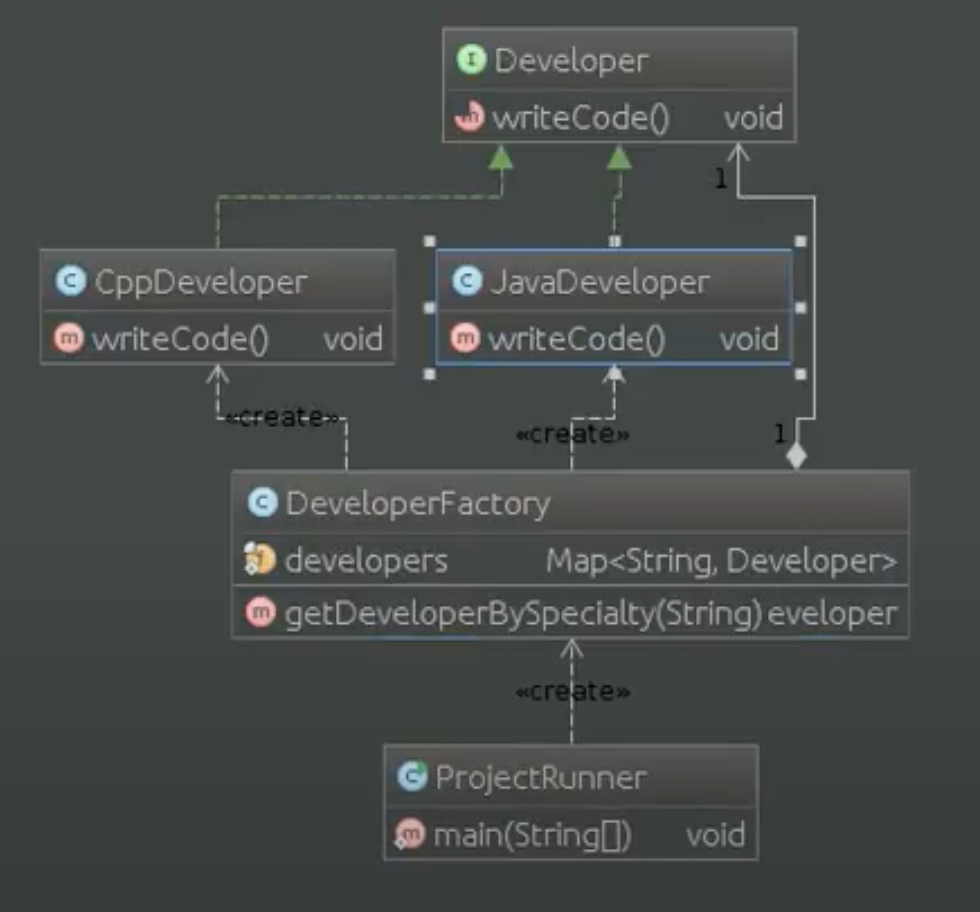 Developer
writeCode() void
1
CppDeveloper
writeCode() void
JavaDeveloper
writeCode() void
«create»
«create»
1
DeveloperFactory
developers Map<String, Developer>
getDeveloperBySpecialty(String) eveloper
«create»
ProjectRunner
main(String[]) void